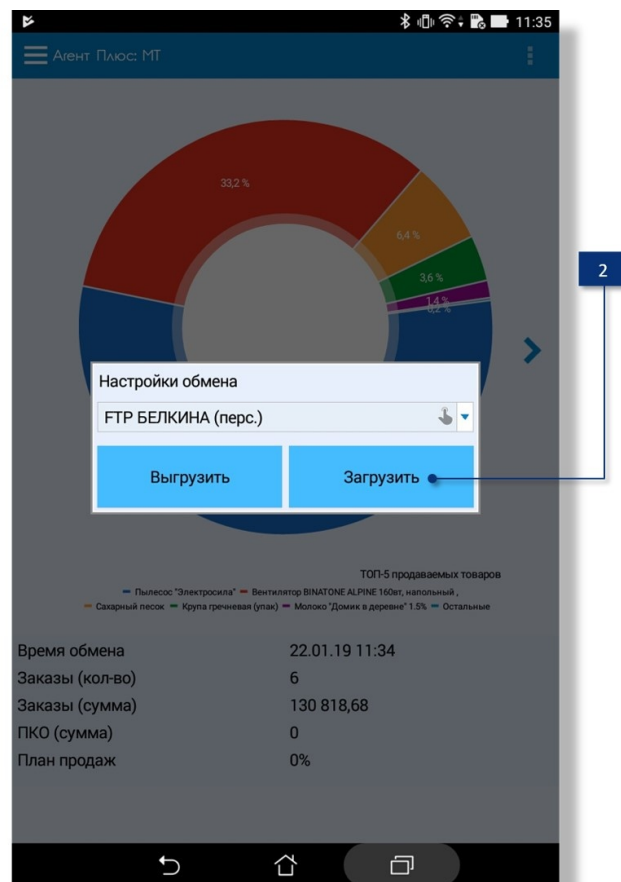 11:35
Агент Плюс: МТ
33,2 %
6,4 %
3,6 %
1,4 %
0,2 %
2
Настройки обмена
FTP БЕЛКИНА (перс.)
Выгрузить
Загрузить
ТОП-5 продаваемых товаров
Пылесос "Электросила" Вентилятор BINATONE ALPINE 160вт, напольный ,
Сахарный песок Крупа гречневая (упак) Молоко "Домик в деревне" 1.5% Остальные
Время обмена 22.01.19 11:34
Заказы (кол-во) 6
Заказы (сумма) 130 818,68
ПКО (сумма) 0
План продаж 0%